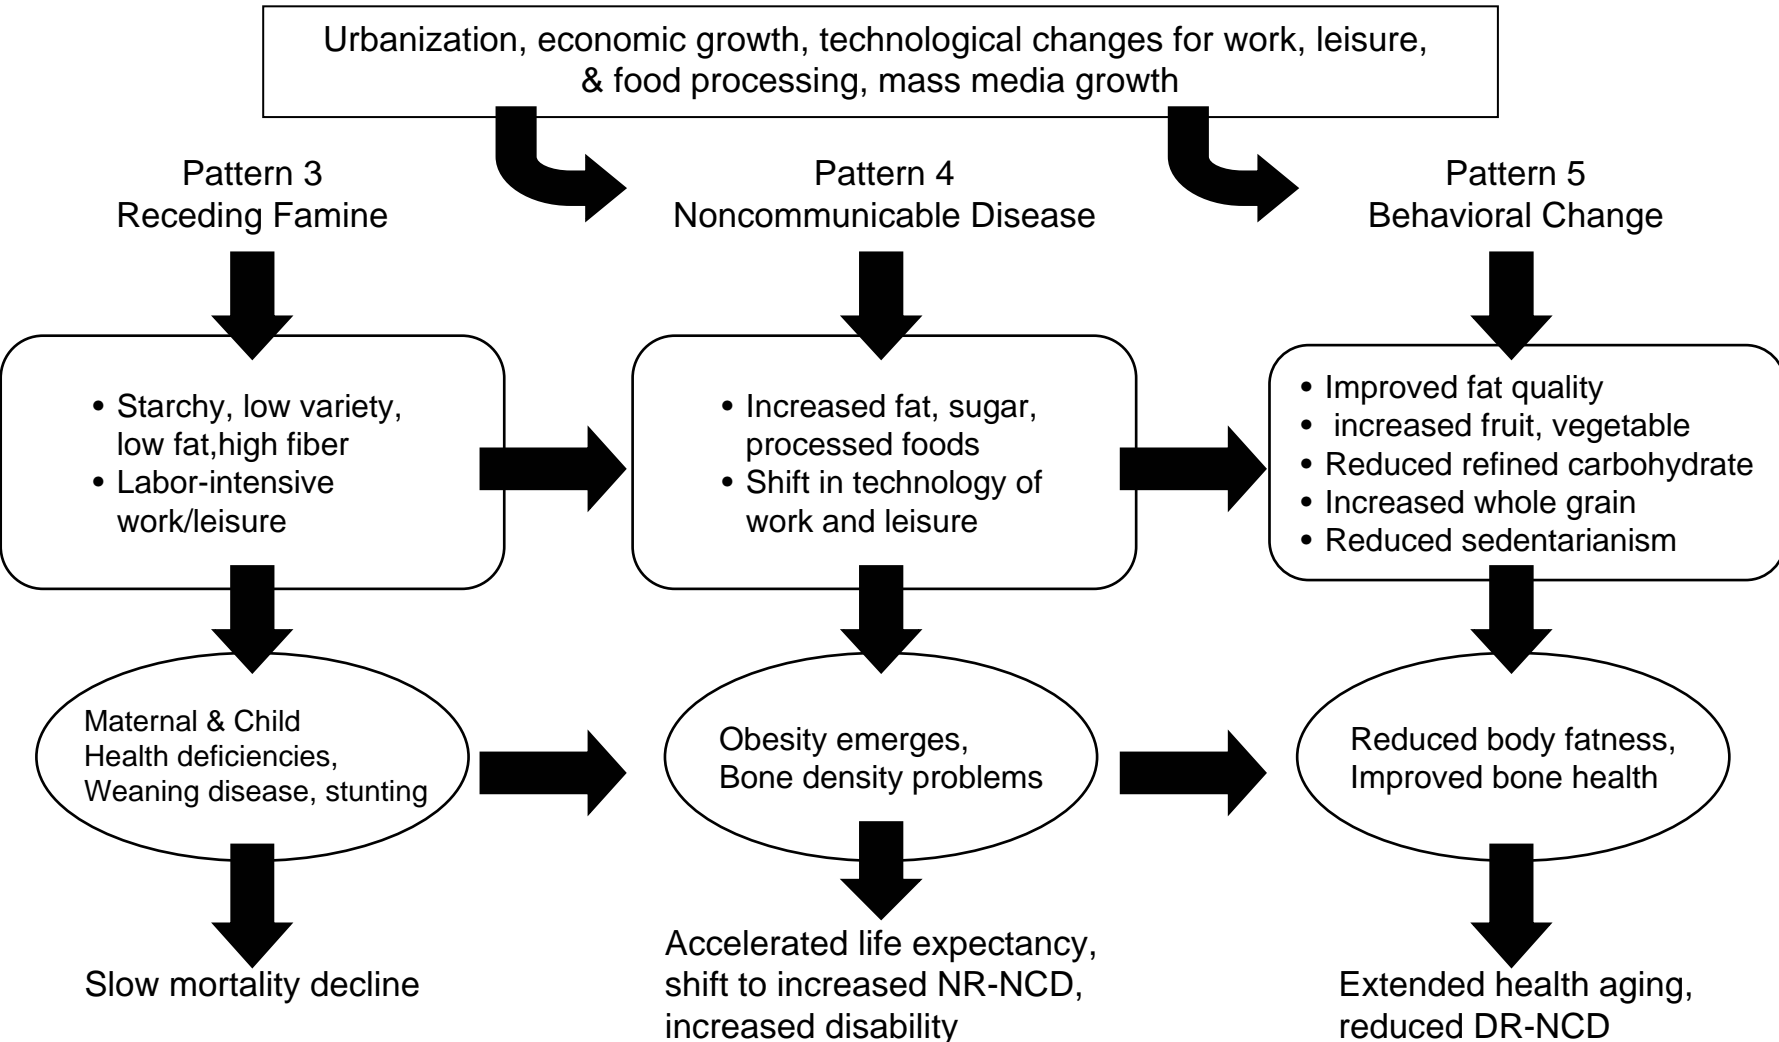 Urbanization, economic growth, technological changes for work, leisure,
& food processing, mass media growth
Pattern 3
Receding Famine
Pattern 4
Noncommunicable Disease
Pattern 5
Behavioral Change
• Starchy, low variety,
low fat,high fiber
• Labor-intensive
work/leisure
• Increased fat, sugar,
processed foods
• Shift in technology of
work and leisure
• Improved fat quality
• increased fruit, vegetable
• Reduced refined carbohydrate
• Increased whole grain
• Reduced sedentarianism
Maternal & Child
Health deficiencies,
Weaning disease, stunting
Obesity emerges,
Bone density problems
Reduced body fatness,
Improved bone health
Slow mortality decline
Accelerated life expectancy,
shift to increased NR-NCD,
increased disability
Extended health aging,
reduced DR-NCD